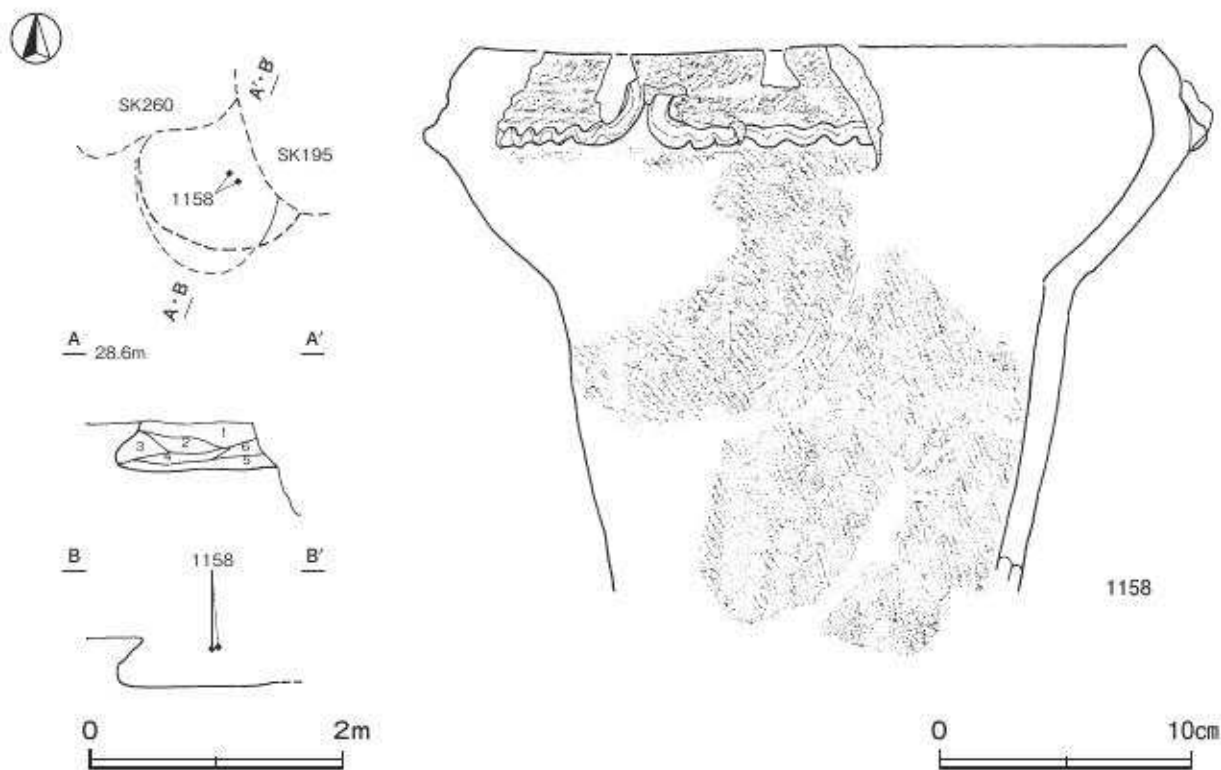 SK260
A'・B'
SK195
1158
A・B
A 28.6m A'
1
2
3
6
4
5
B 1158 B'
0 2m
1158
0 10cm